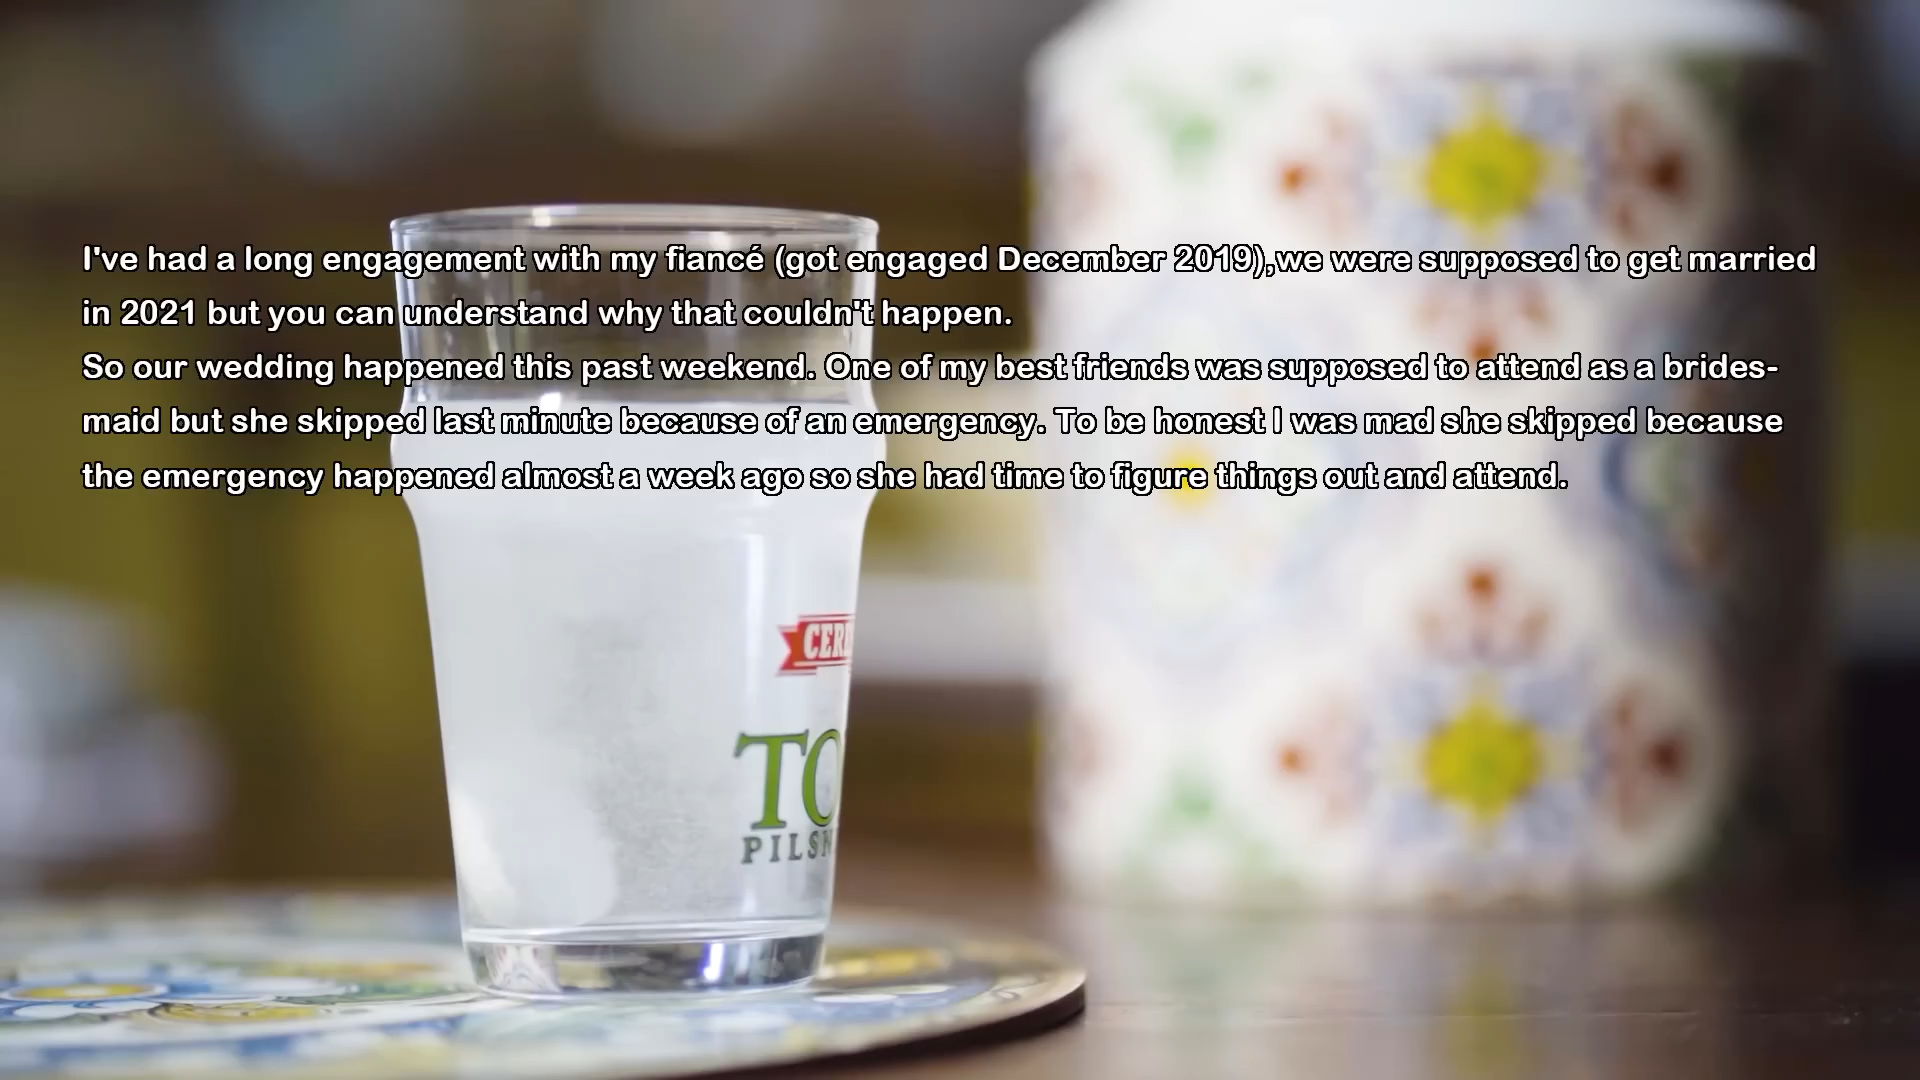 I've had a long engagement with my fiancé (got engaged December 2019),we were supposed to get married
in 2021 but you can understand why that couldn't happen.
So our wedding happened this past weekend. One of my best friends was supposed to attend as a brides-
maid but she skipped last minute because of an emergency. To be honest I was mad she skipped because
the emergency happened almost a week ago so she had time to figure things out and attend.